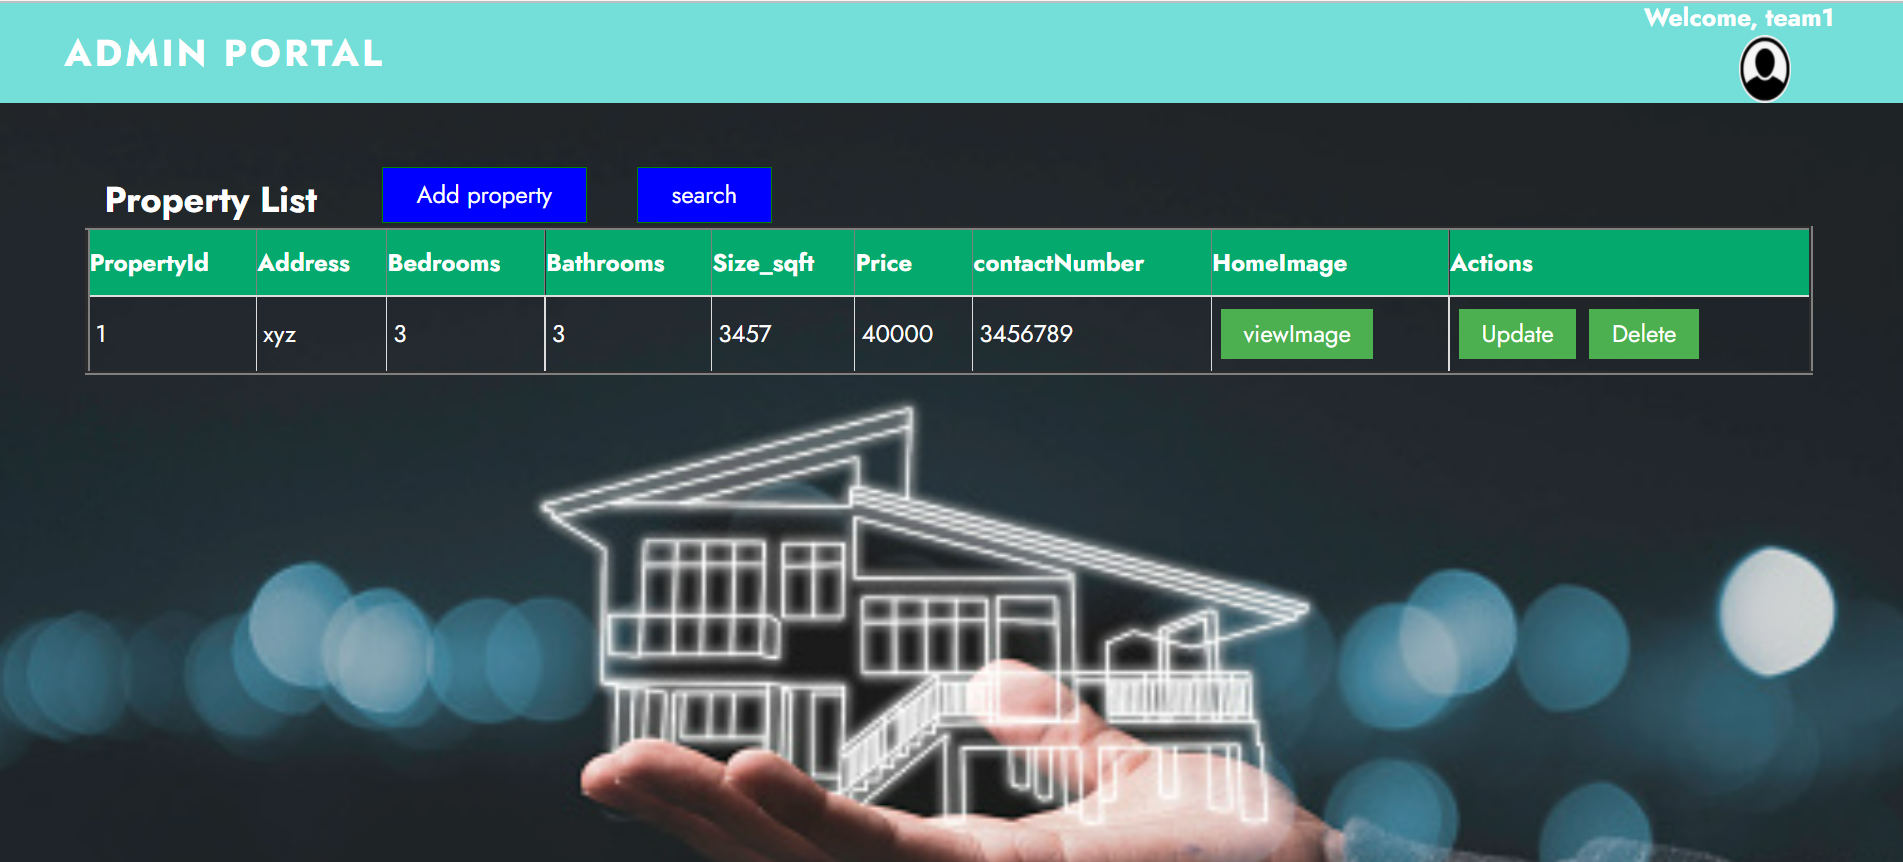 Welcome, team1
ADMIN PORTAL
Property List Add property search
PropertyId Address Bedrooms Bathrooms Size_sqft Price contactNumber HomeImage Actions
1 xyz 3 3 3457 40000 3456789 viewImage Update Delete